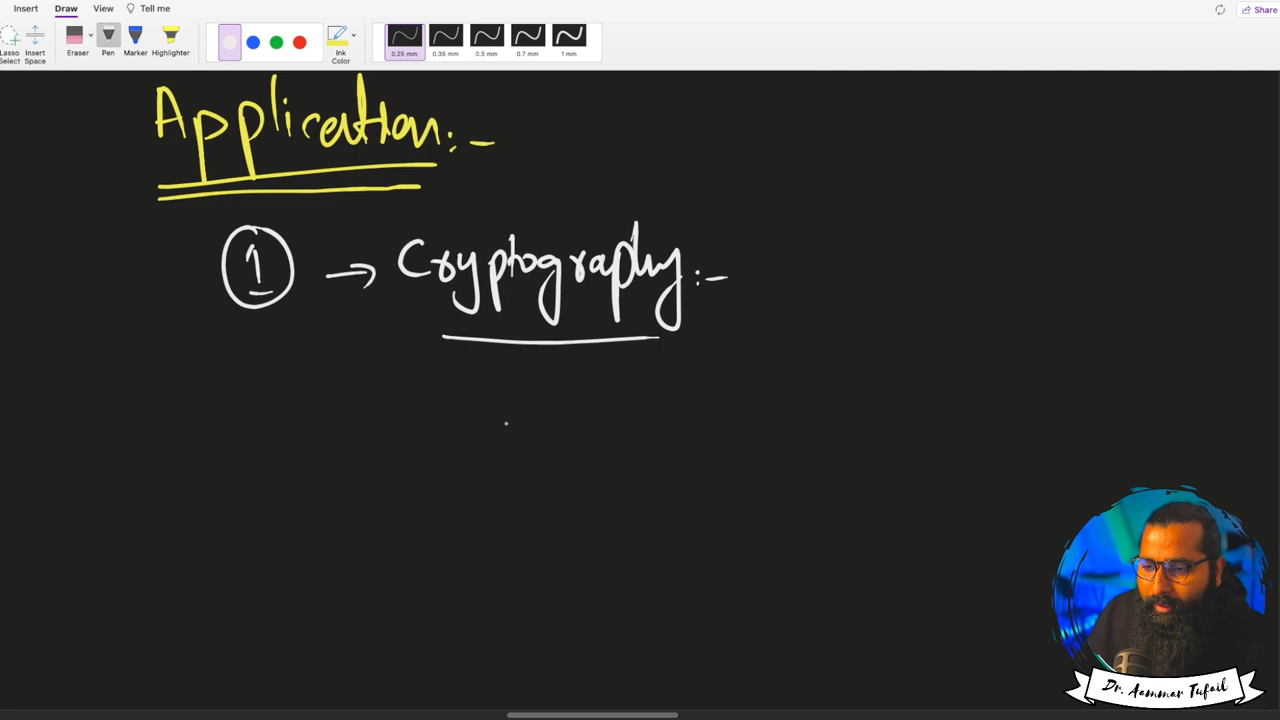 Insert Draw View Tell me
Share
Lasso Select
Insert Space
Eraser
Pen
Marker
Highlighter
Ink Color
0.25 mm
0.35 mm
0.5 mm
0.7 mm
1 mm
Application:-
1 → Cryptography:-
Dr. Aammar Tufail